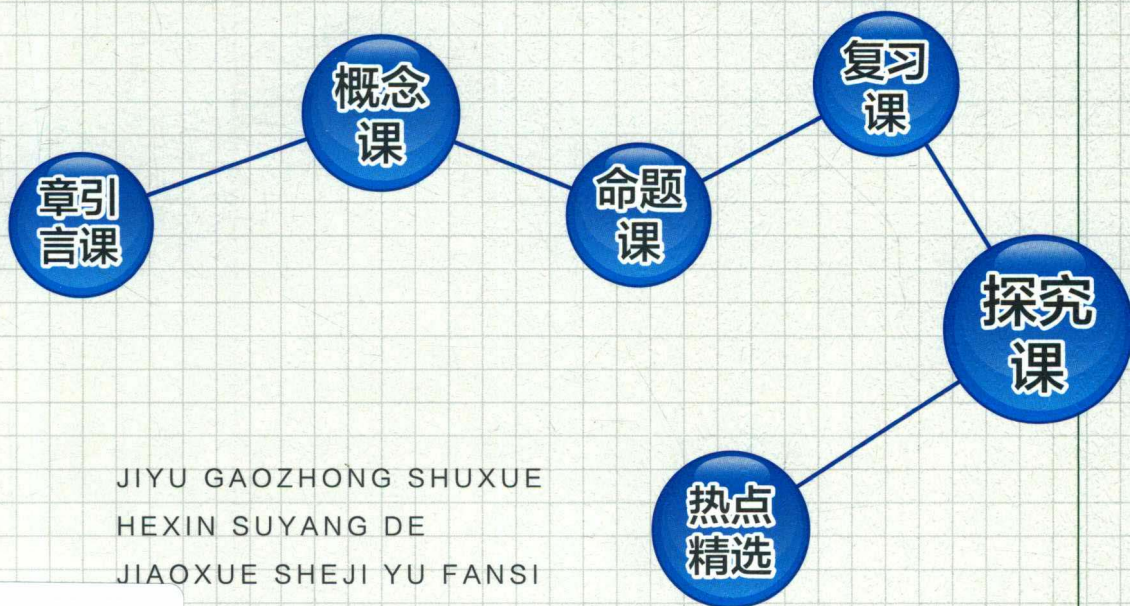 章引
言课
概念
课
命题
课
复习
课
探究
课
热点
精选
JIYU GAOZHONG SHUXUE
HEXIN SUYANG DE
JIAOXUE SHEJI YU FANSI